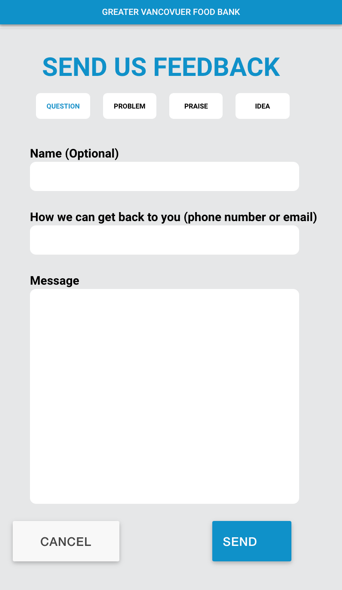 GREATER VANCOVUER FOOD BANK
SEND US FEEDBACK
QUESTION PROBLEM PRAISE IDEA
Name (Optional)
How we can get back to you (phone number or email)
Message
CANCEL SEND